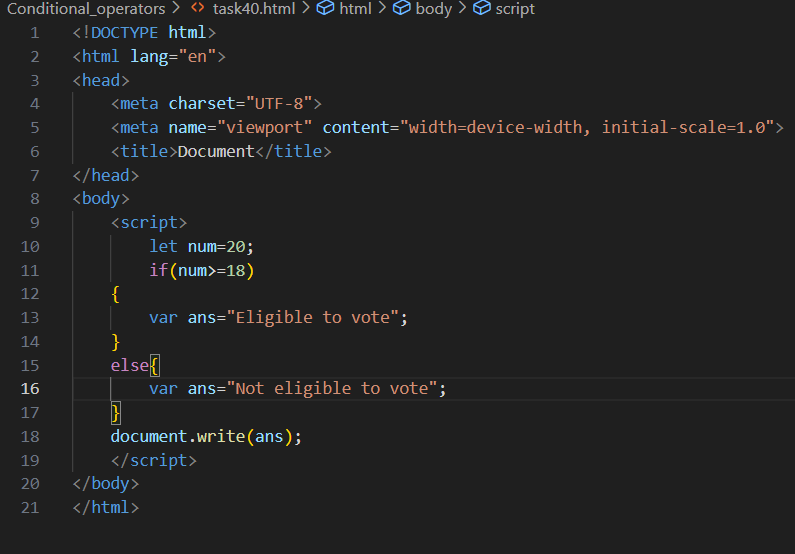 Conditional_operators > <> task40.html > html > body > script
1 <!DOCTYPE html>
2 <html lang="en">
3 <head>
4     <meta charset="UTF-8">
5     <meta name="viewport" content="width=device-width, initial-scale=1.0">
6     <title>Document</title>
7 </head>
8 <body>
9     <script>
10         let num=20;
11         if(num>=18)
12     {
13         var ans="Eligible to vote";
14     }
15     else{
16         var ans="Not eligible to vote";
17     }
18     document.write(ans);
19     </script>
20 </body>
21 </html>